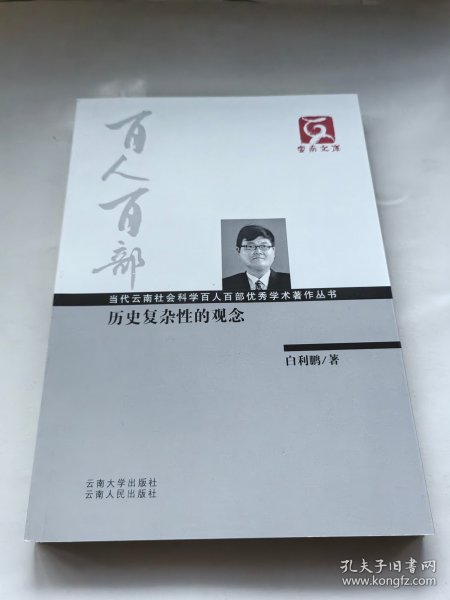 百人百部
云南文库
当代云南社会科学百人百部优秀学术著作丛书
历史复杂性的观念
白利鹏/著
云南大学出版社
云南人民出版社
孔夫子旧书网
www.kongfz.com